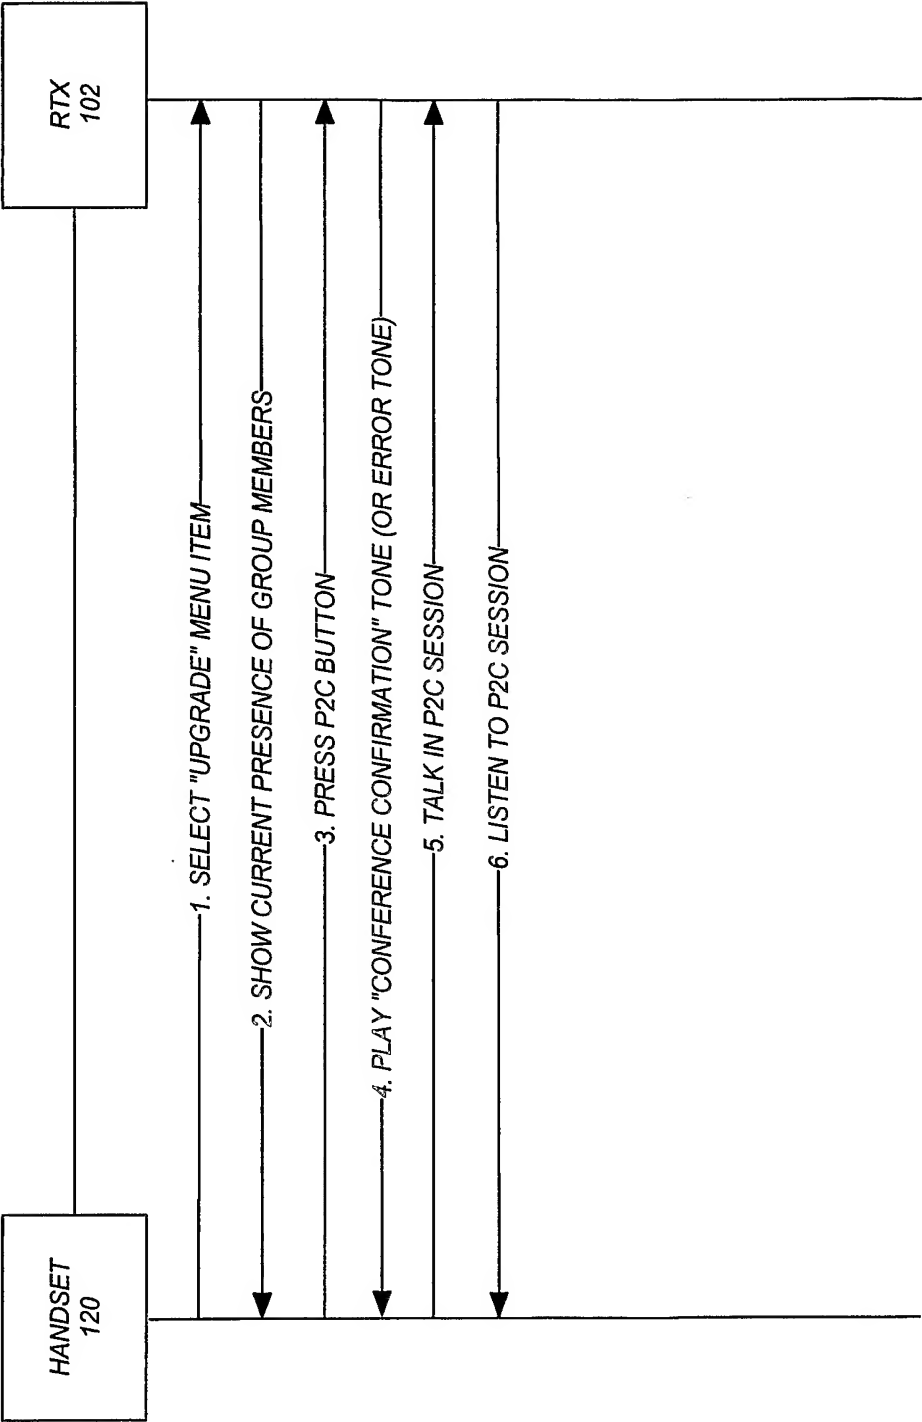 HANDSET
120
RTX
102
1. SELECT "UPGRADE" MENU ITEM
2. SHOW CURRENT PRESENCE OF GROUP MEMBERS
3. PRESS P2C BUTTON
4. PLAY "CONFERENCE CONFIRMATION" TONE (OR ERROR TONE)
5. TALK IN P2C SESSION
6. LISTEN TO P2C SESSION